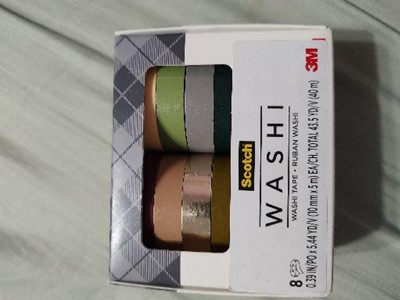 Scotch
3M
WASHI
WASHI TAPE • RUBAN WASHI
8
0.39 IN/PO x 5.44 YD/V (10 mm x 5 m) EA/CH. TOTAL 43.5 YD/V (40 m)